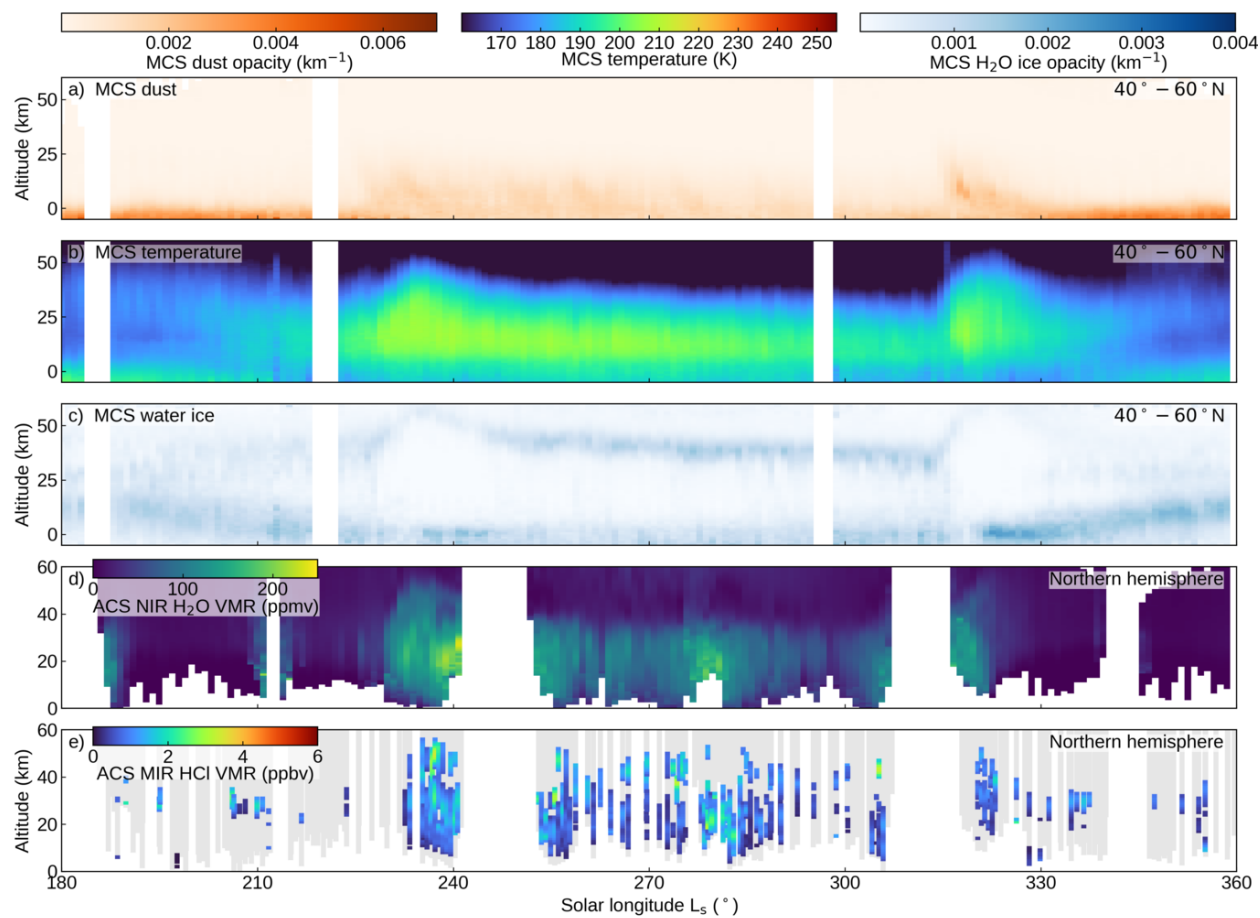 0.002 0.004 0.006
MCS dust opacity (km⁻¹)
170 180 190 200 210 220 230 240 250
MCS temperature (K)
0.001 0.002 0.003 0.004
MCS H₂O ice opacity (km⁻¹)
a) MCS dust
40° − 60°N
50
25
0
Altitude (km)
b) MCS temperature
40° − 60°N
50
25
0
Altitude (km)
c) MCS water ice
40° − 60°N
50
25
0
Altitude (km)
d)
0 100 200
ACS NIR H₂O VMR (ppmv)
Northern hemisphere
60
40
20
0
Altitude (km)
e)
0 2 4 6
ACS MIR HCl VMR (ppbv)
Northern hemisphere
60
40
20
0
Altitude (km)
180 210 240 270 300 330 360
Solar longitude Lₛ (°)